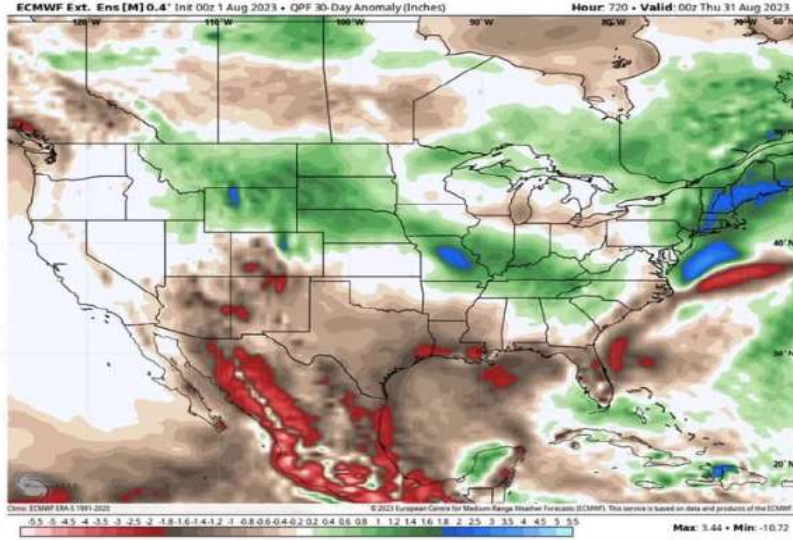 ECMWF Ext. Ens [M] 0.4° Init 00z 1 Aug 2023 • QPF 30-Day Anomaly (Inches) Hour: 720 • Valid: 00z Thu 31 Aug 2023
120°W 110°W 100°W 90°W 80°W 70°W 60°W
50°N
40°N
30°N
20°N
Climo: ECMWF ERA-5 1991-2020 © 2023 European Centre for Medium-Range Weather Forecasts (ECMWF). This service is based on data and products of the ECMWF
-5.5 -5 -4.5 -4 -3.5 -3 -2.5 -2 -1.8 -1.6 -1.4 -1.2 -1 -0.8 -0.6 -0.4 -0.2 0.2 0.4 0.6 0.8 1 1.2 1.4 1.6 1.8 2 2.5 3 3.5 4 4.5 5 5.5 Max: 3.44 • Min: -10.72